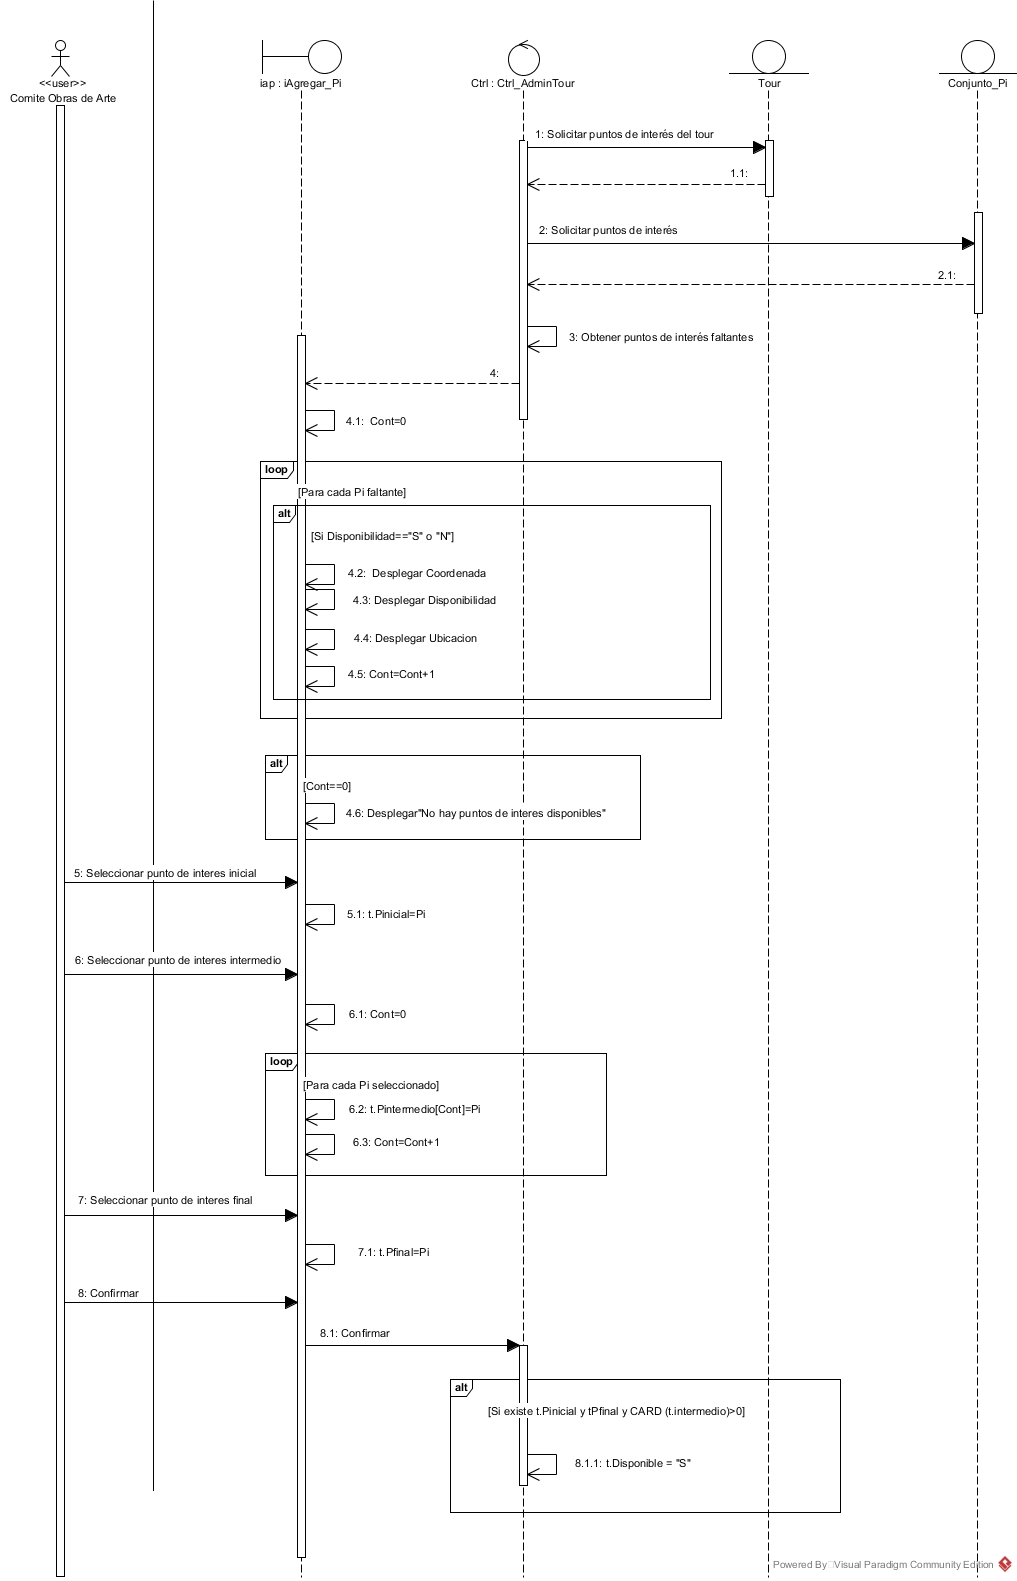 <<user>>
Comite Obras de Arte
iap : iAgregar_Pi
Ctrl : Ctrl_AdminTour
Tour
Conjunto_Pi
1: Solicitar puntos de interés del tour
1.1:
2: Solicitar puntos de interés
2.1:
3: Obtener puntos de interés faltantes
4:
4.1: Cont=0
loop
[Para cada Pi faltante]
alt
[Si Disponibilidad=="S" o "N"]
4.2: Desplegar Coordenada
4.3: Desplegar Disponibilidad
4.4: Desplegar Ubicacion
4.5: Cont=Cont+1
alt
[Cont==0]
4.6: Desplegar"No hay puntos de interes disponibles"
5: Seleccionar punto de interes inicial
5.1: t.Pinicial=Pi
6: Seleccionar punto de interes intermedio
6.1: Cont=0
loop
[Para cada Pi seleccionado]
6.2: t.Pintermedio[Cont]=Pi
6.3: Cont=Cont+1
7: Seleccionar punto de interes final
7.1: t.Pfinal=Pi
8: Confirmar
8.1: Confirmar
alt
[Si existe t.Pinicial y tPfinal y CARD (t.intermedio)>0]
8.1.1: t.Disponible = "S"
Powered By Visual Paradigm Community Edition